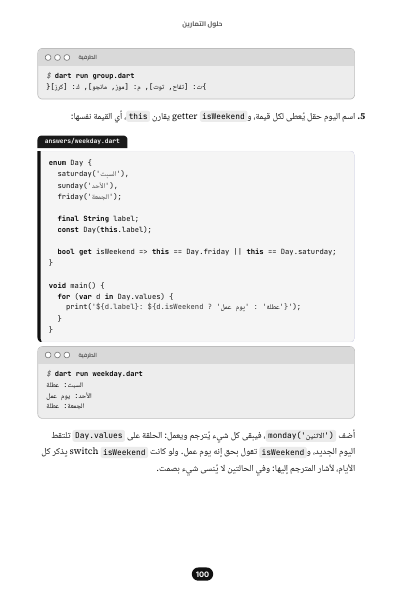 حلول التمارين
الطرفية
$ dart run group.dart
{ت: [تفاح, توت], م: [موز, مانجو], ك: [كرز]}
5. اسم اليوم حقل يُعطى لكل قيمة، و isWeekend getter يقارن this، أي القيمة نفسها:
answers/weekday.dart
enum Day {
saturday('السبت'),
sunday('الأحد'),
friday('الجمعة');
final String label;
const Day(this.label);
bool get isWeekend => this == Day.friday || this == Day.saturday;
}
void main() {
for (var d in Day.values) {
print('${d.label}: ${d.isWeekend ? 'عطلة' : 'يوم عمل'}');
}
}
الطرفية
$ dart run weekday.dart
السبت: عطلة
الأحد: يوم عمل
الجمعة: عطلة
أضف monday('الاثنين')، فيبقى كل شيء يُترجم ويعمل: الحلقة على Day.values تلتقط
اليوم الجديد، و isWeekend تقول بحق إنه يوم عمل. ولو كانت isWeekend switch يذكر كل
الأيام، لأشار المترجم إليها: وفي الحالتين لا يُنسى شيء بصمت.
100